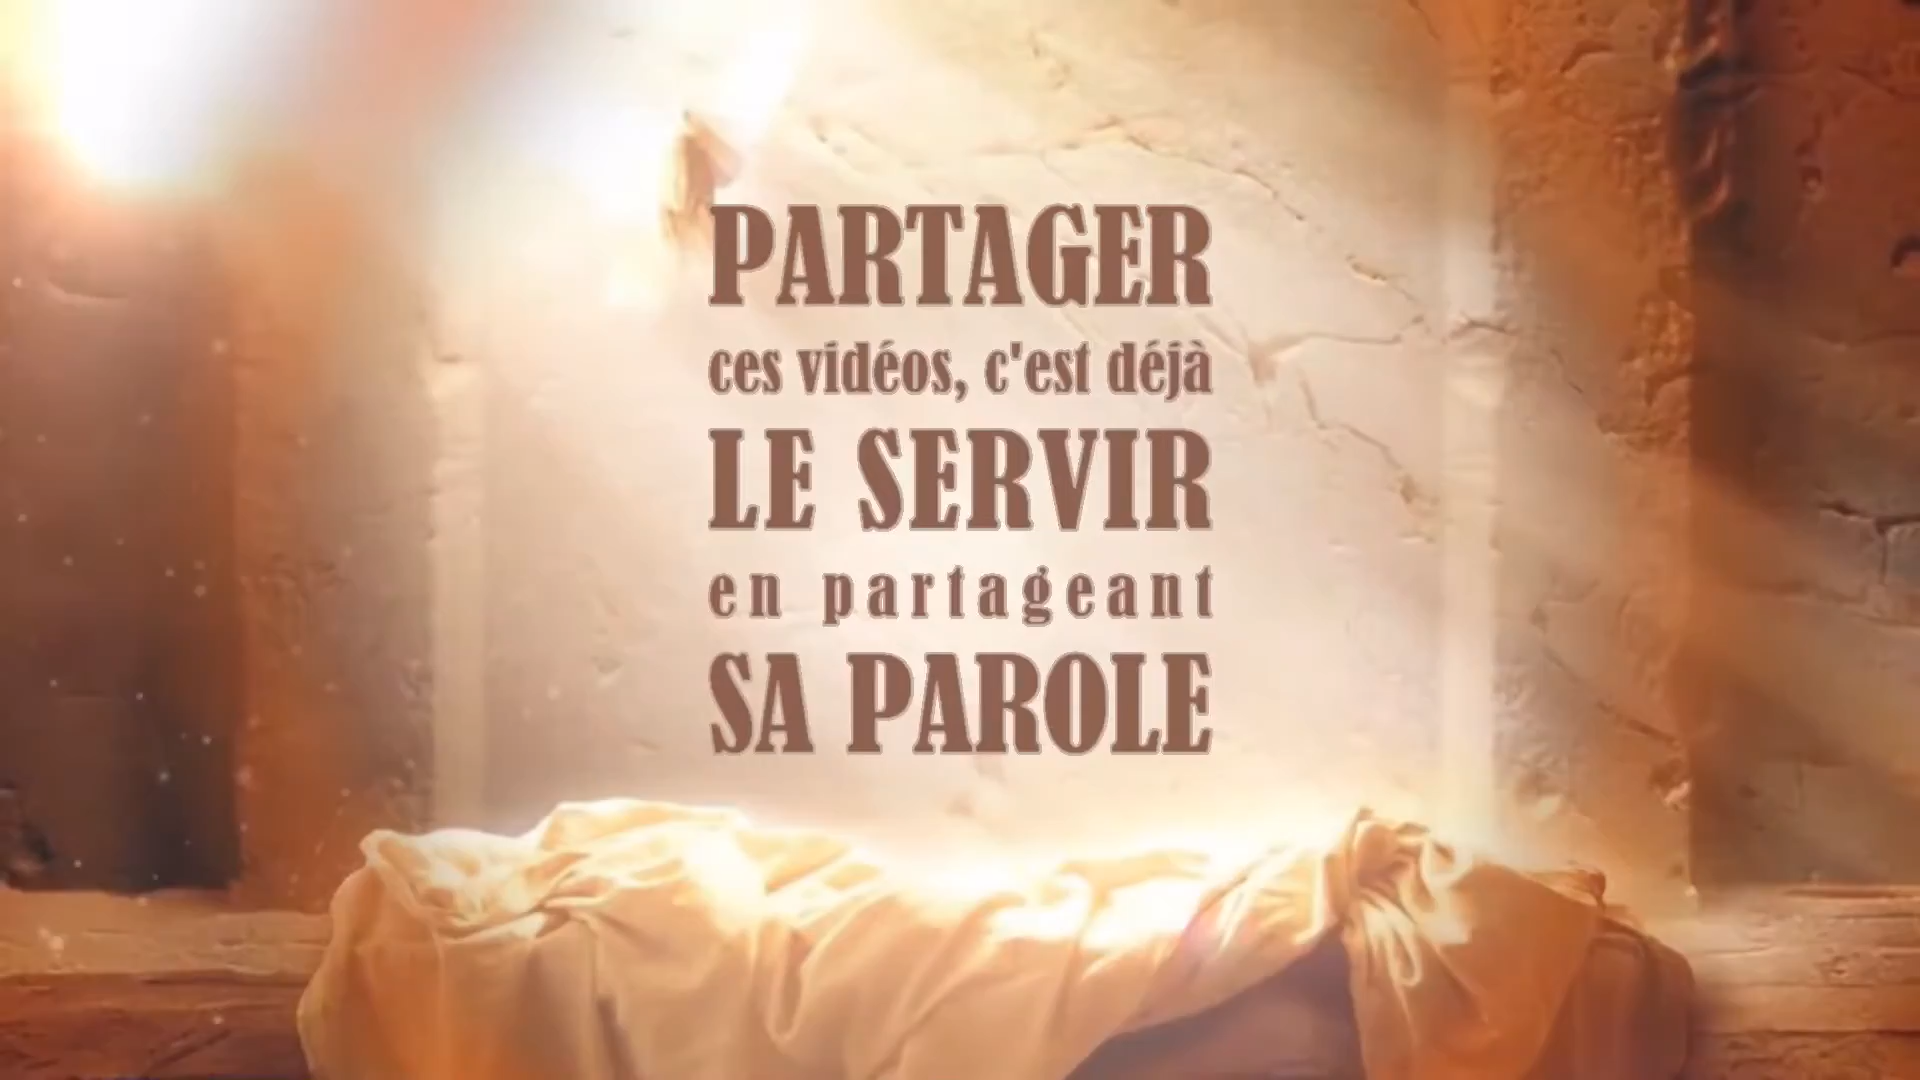 PARTAGER
ces vidéos, c'est déjà
LE SERVIR
en partageant
SA PAROLE